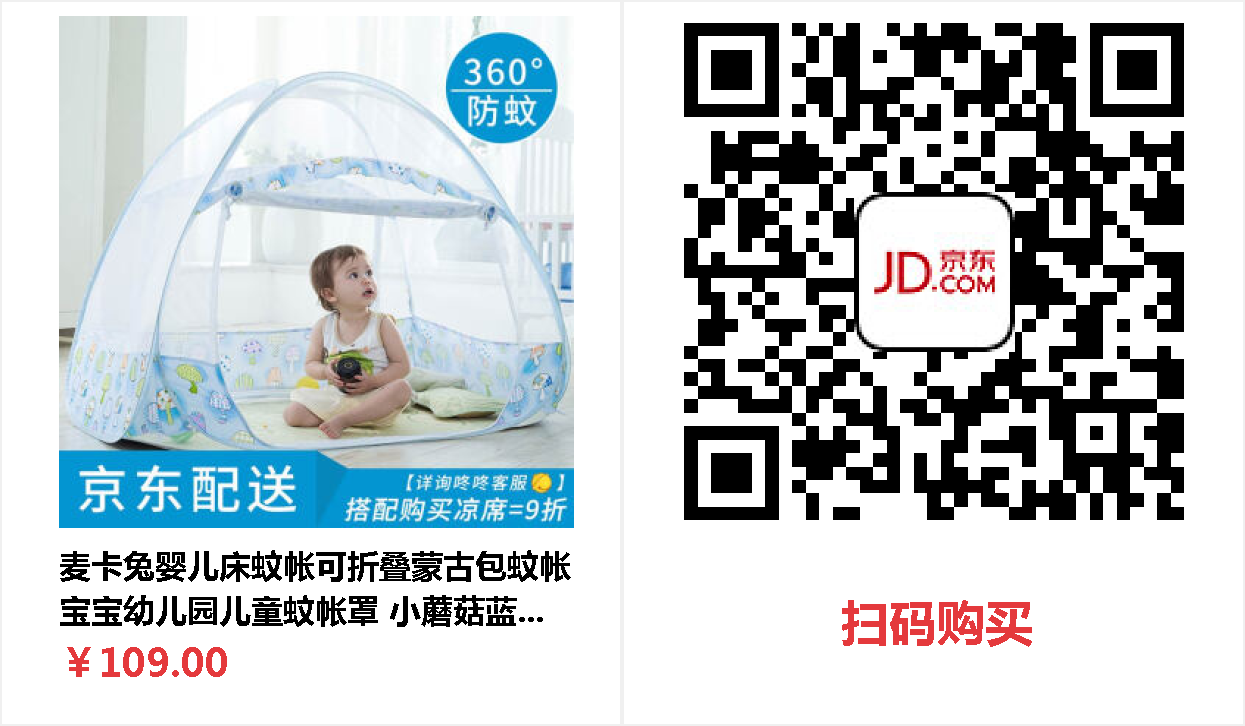 360°
防蚊
京东配送
【详询咚咚客服】
搭配购买凉席=9折
麦卡兔婴儿床蚊帐可折叠蒙古包蚊帐
宝宝幼儿园儿童蚊帐罩 小蘑菇蓝...
￥109.00
JD.COM 京东
扫码购买